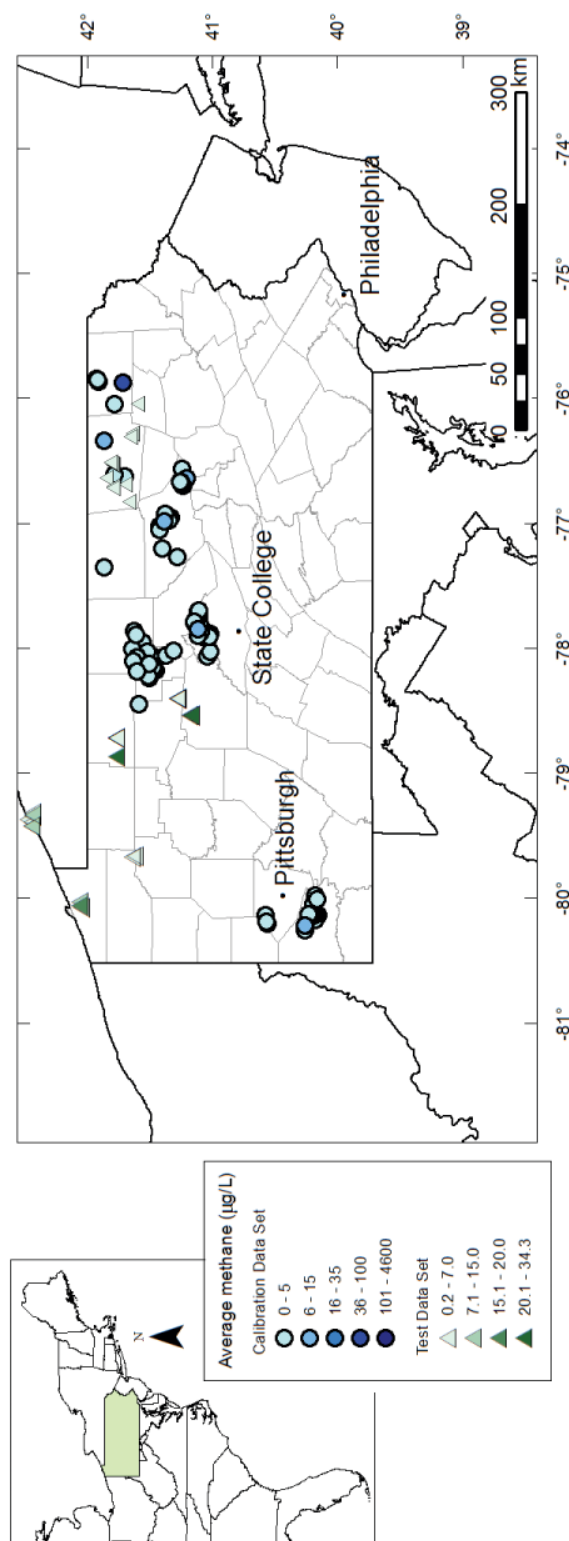 N
Average methane (µg/L)
Calibration Data Set
0 - 5
6 - 15
16 - 35
36 - 100
101 - 4600
Test Data Set
0.2 - 7.0
7.1 - 15.0
15.1 - 20.0
20.1 - 34.3
42°
41°
40°
39°
Pittsburgh
State College
Philadelphia
0 50 100 200 300
km
-81° -80° -79° -78° -77° -76° -75° -74°